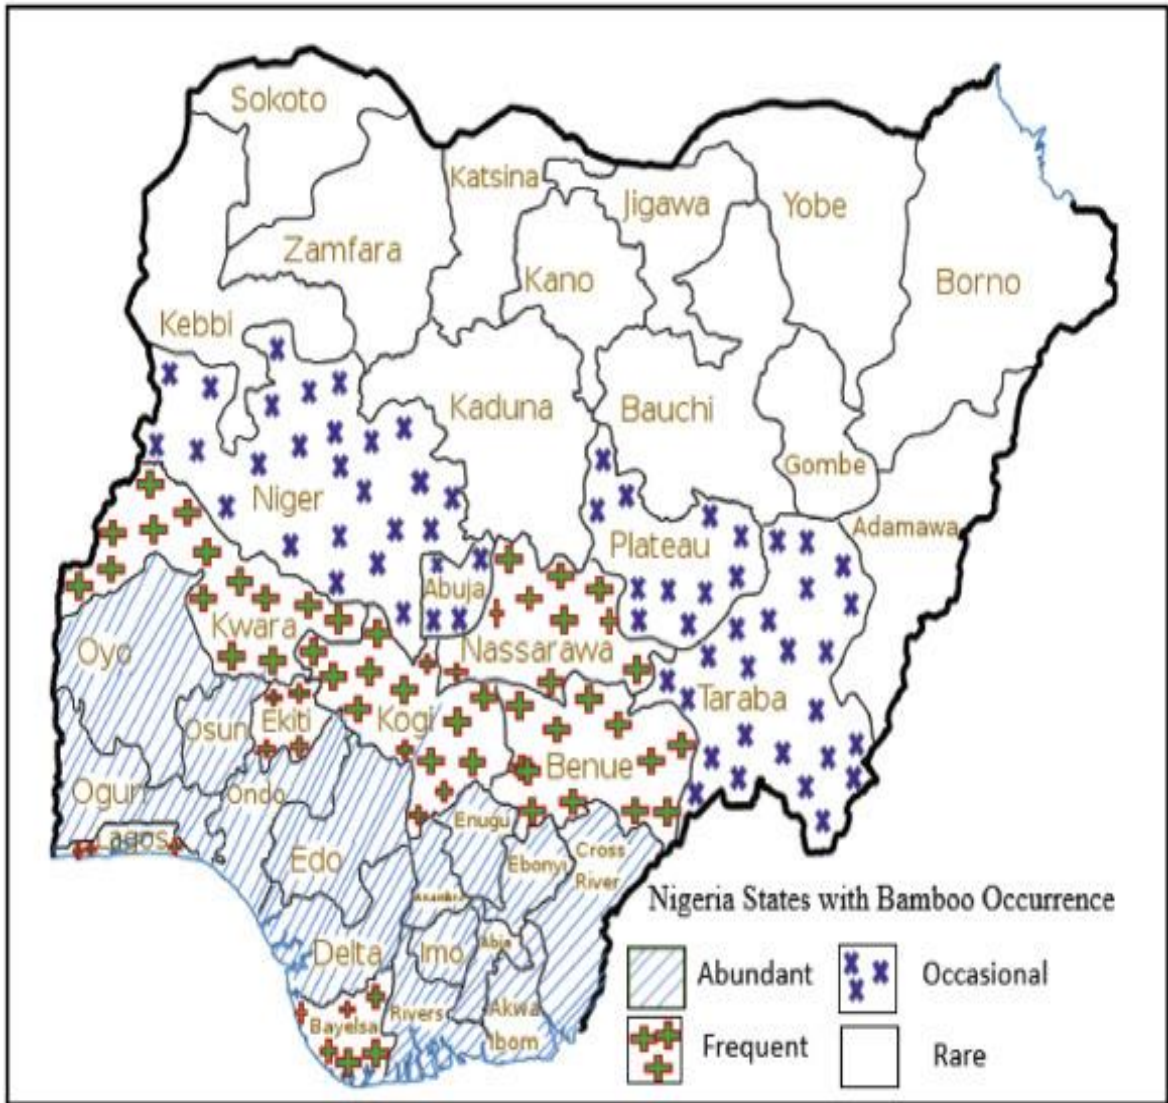 Sokoto
Katsina
Jigawa
Yobe
Zamfara
Kano
Borno
Kebbi
Kaduna
Bauchi
Gombe
Niger
Adamawa
Plateau
Abuja
Kwara
Nassarawa
Oyo
Taraba
Osun
Ekiti
Kogi
Benue
Ogun
Ondo
Enugu
Lagos
Edo
Ebonyi
Cross
River
Nigeria States with Bamboo Occurrence
Delta
Imo
Abia
Abundant
Occasional
Rivers
Akwa
Ibom
Bayelsa
Frequent
Rare